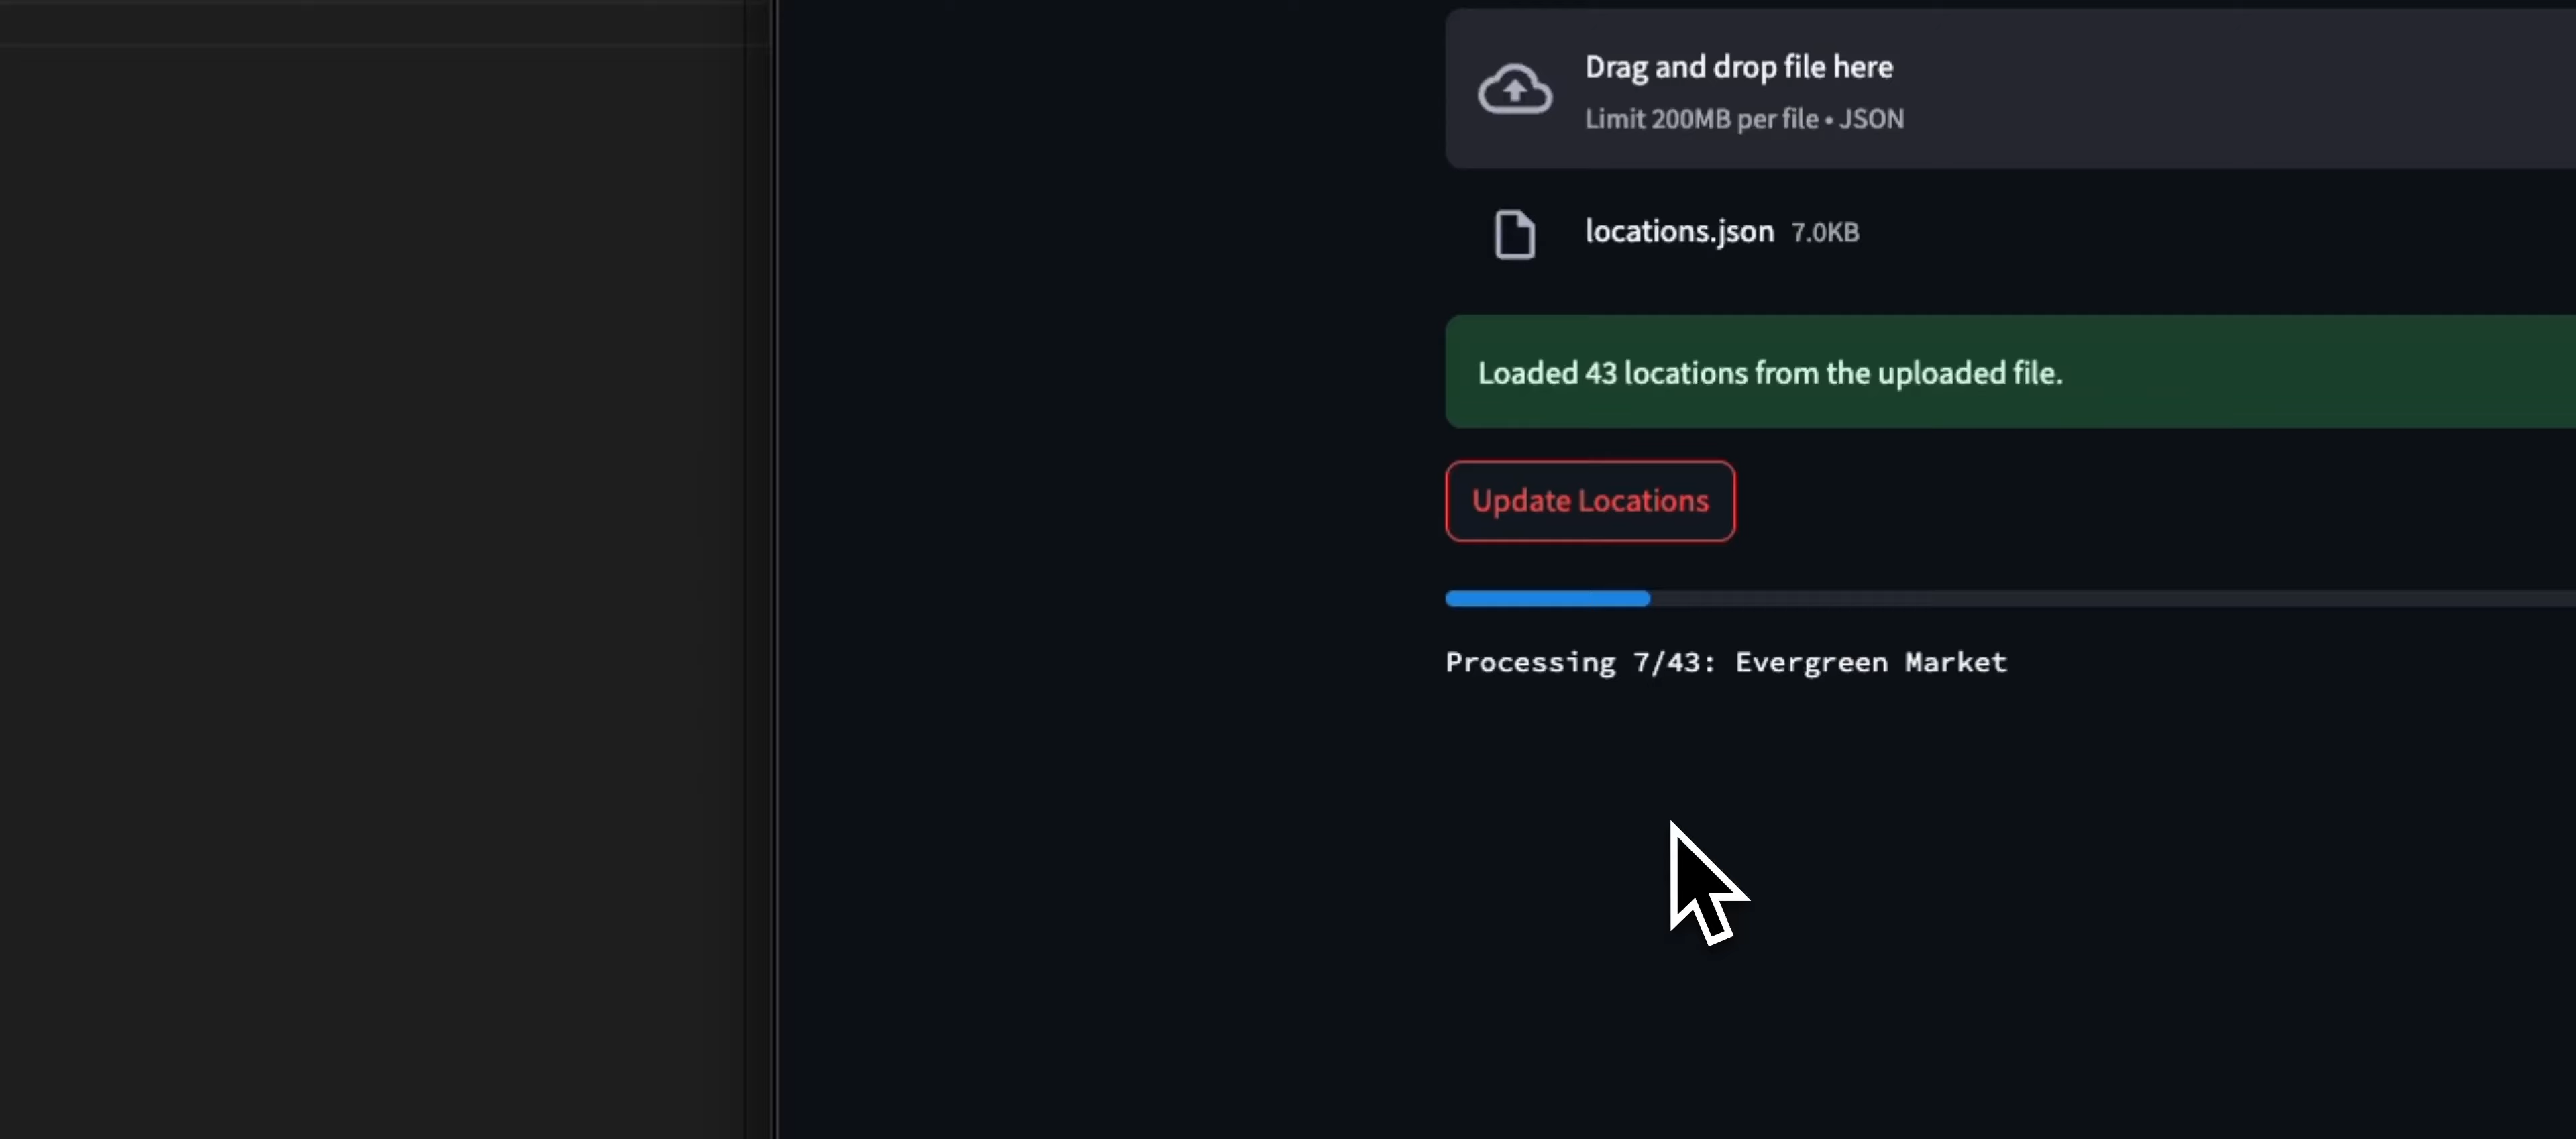 Drag and drop file here
Limit 200MB per file • JSON
locations.json 7.0KB
Loaded 43 locations from the uploaded file.
Update Locations
Processing 7/43: Evergreen Market